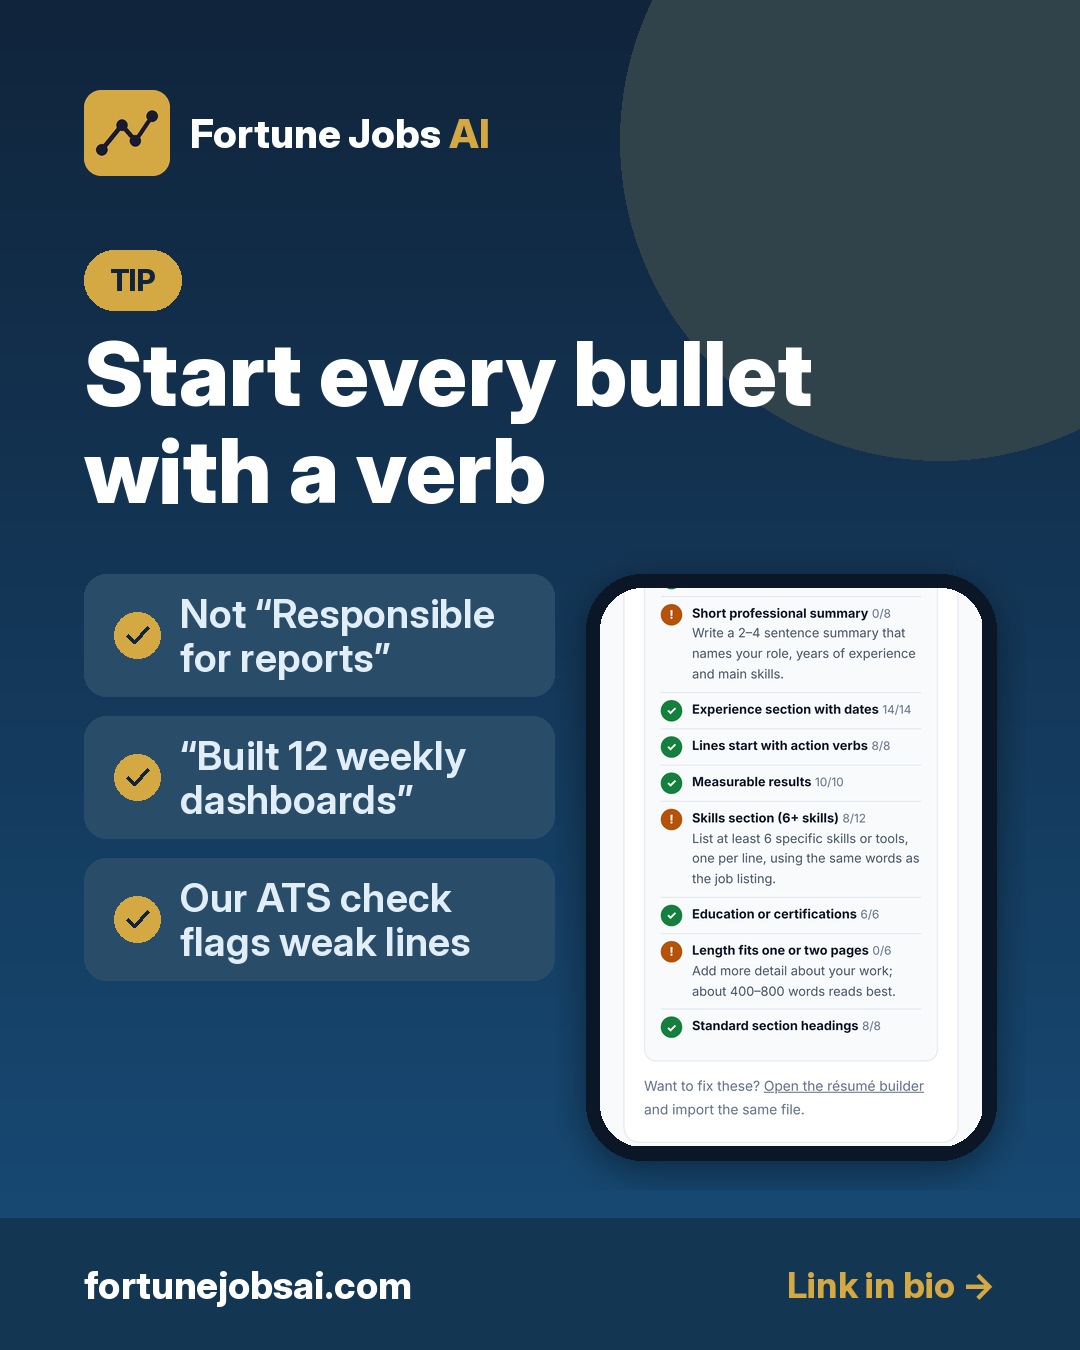 Fortune Jobs AI
TIP
Start every bullet
with a verb
Not “Responsible
for reports”
“Built 12 weekly
dashboards”
Our ATS check
flags weak lines
Short professional summary 0/8
Write a 2–4 sentence summary that
names your role, years of experience
and main skills.
Experience section with dates 14/14
Lines start with action verbs 8/8
Measurable results 10/10
Skills section (6+ skills) 8/12
List at least 6 specific skills or tools,
one per line, using the same words as
the job listing.
Education or certifications 6/6
Length fits one or two pages 0/6
Add more detail about your work;
about 400–800 words reads best.
Standard section headings 8/8
Want to fix these? Open the résumé builder
and import the same file.
fortunejobsai.com
Link in bio →